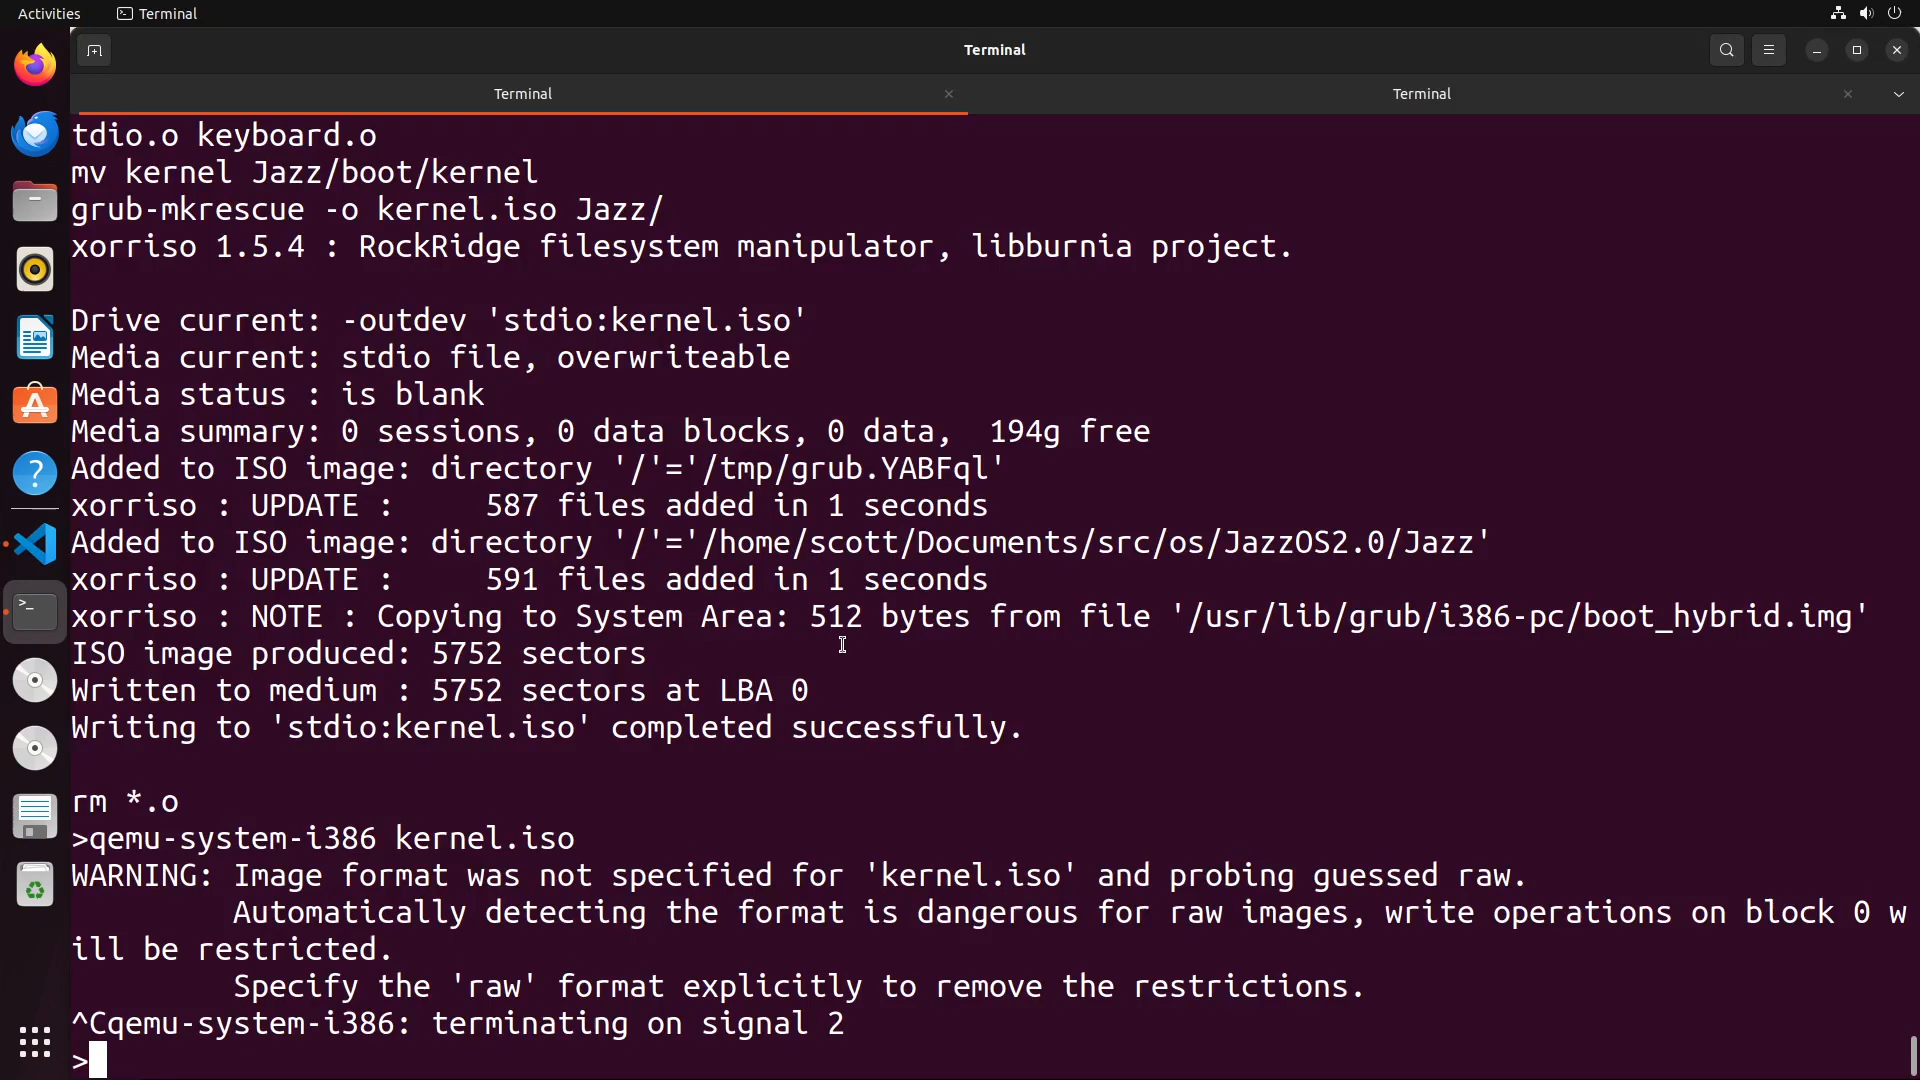 Activities Terminal
Terminal
Terminal Terminal
tdio.o keyboard.o
mv kernel Jazz/boot/kernel
grub-mkrescue -o kernel.iso Jazz/
xorriso 1.5.4 : RockRidge filesystem manipulator, libburnia project.
Drive current: -outdev 'stdio:kernel.iso'
Media current: stdio file, overwriteable
Media status : is blank
Media summary: 0 sessions, 0 data blocks, 0 data,  194g free
Added to ISO image: directory '/'='/tmp/grub.YABFql'
xorriso : UPDATE :     587 files added in 1 seconds
Added to ISO image: directory '/'='/home/scott/Documents/src/os/JazzOS2.0/Jazz'
xorriso : UPDATE :     591 files added in 1 seconds
xorriso : NOTE : Copying to System Area: 512 bytes from file '/usr/lib/grub/i386-pc/boot_hybrid.img'
ISO image produced: 5752 sectors
Written to medium : 5752 sectors at LBA 0
Writing to 'stdio:kernel.iso' completed successfully.
rm *.o
>qemu-system-i386 kernel.iso
WARNING: Image format was not specified for 'kernel.iso' and probing guessed raw.
         Automatically detecting the format is dangerous for raw images, write operations on block 0 w
ill be restricted.
         Specify the 'raw' format explicitly to remove the restrictions.
^Cqemu-system-i386: terminating on signal 2
>